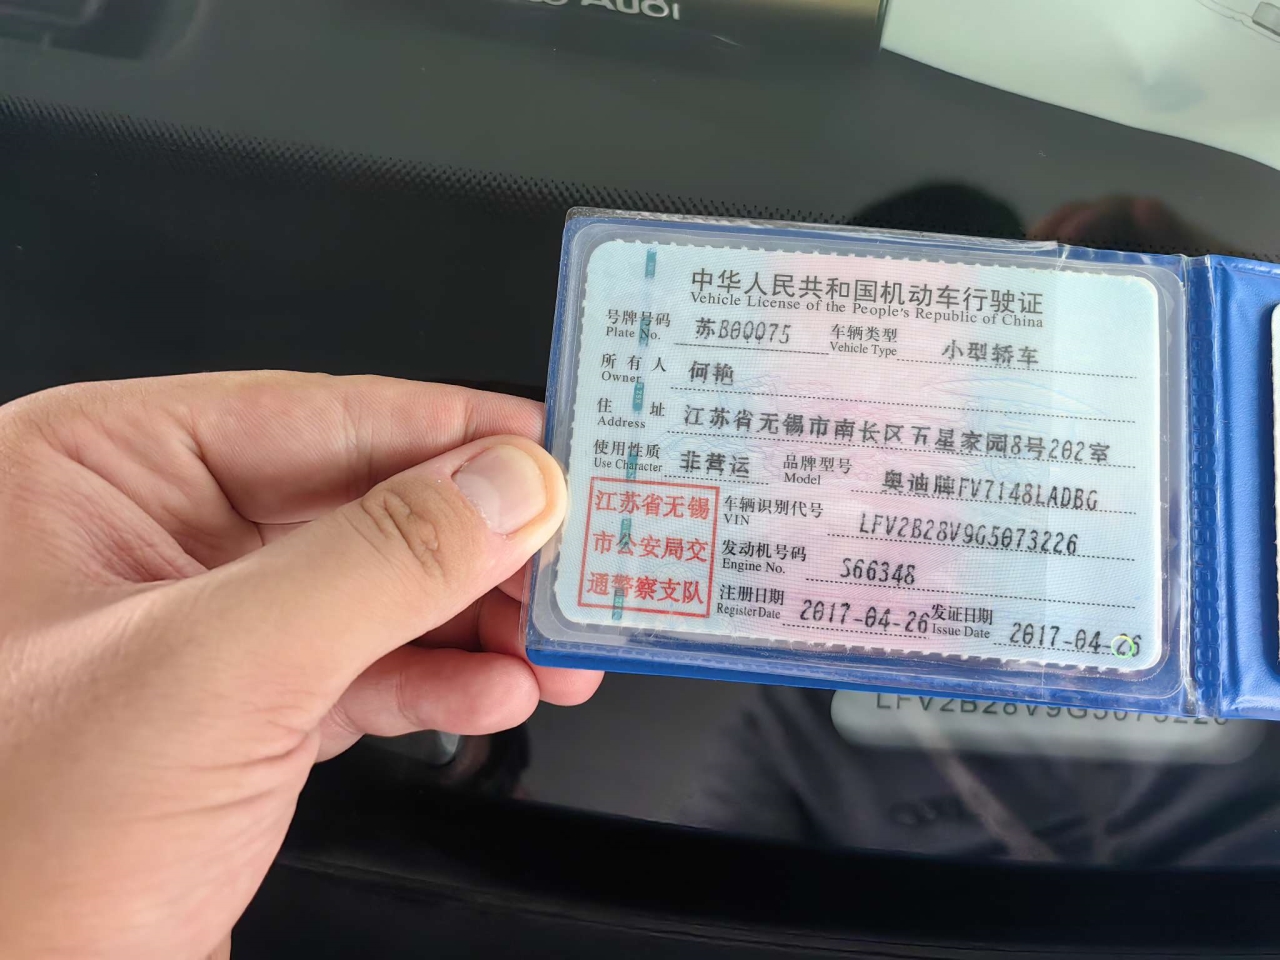 Audi
中华人民共和国机动车行驶证
Vehicle License of the People's Republic of China
号牌号码 苏B0QQ75 车辆类型 小型轿车
Plate No. Vehicle Type
所有人 何艳
Owner
住址 江苏省无锡市南长区五星家园8号202室
Address
使用性质 非营运 品牌型号 奥迪牌FV7148LADBG
Use Character Model
江苏省无锡
市公安局交
通警察支队
车辆识别代号 LFV2B28V9G5073226
VIN
发动机号码 S66348
Engine No.
注册日期 2017-04-26 发证日期 2017-04-26
Register Date Issue Date
LFV2B28V9G5073226